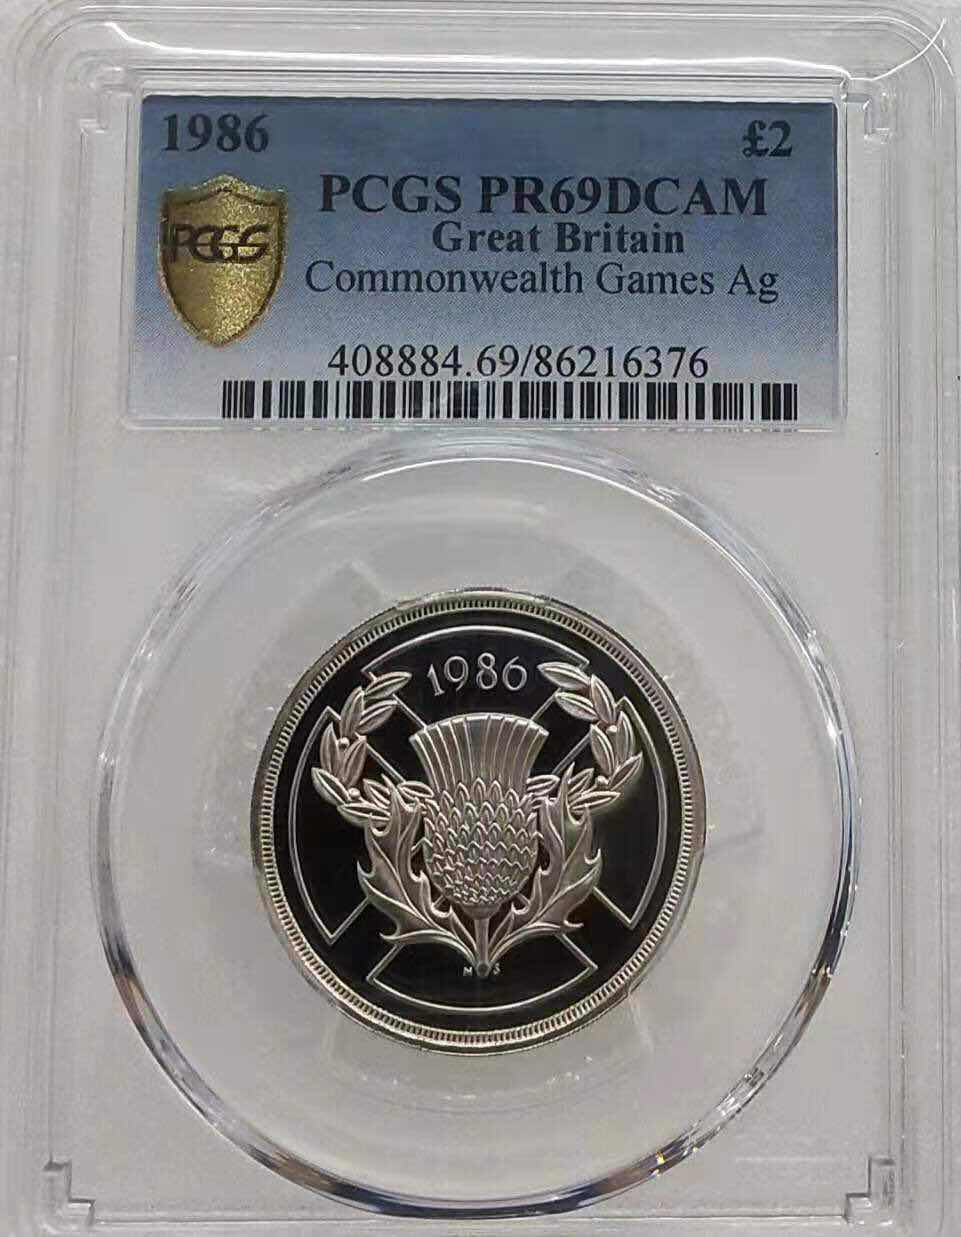 1986 £2
PCGS PR69DCAM
PCGS
Great Britain
Commonwealth Games Ag
408884.69/86216376
1986
M S